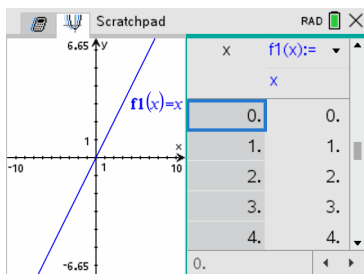 Scratchpad RAD
6.65 y
f1(x)=x
1
x
-10 1 10
-6.65
x f1(x):=
x
0. 0.
1. 1.
2. 2.
3. 3.
4. 4.
0.